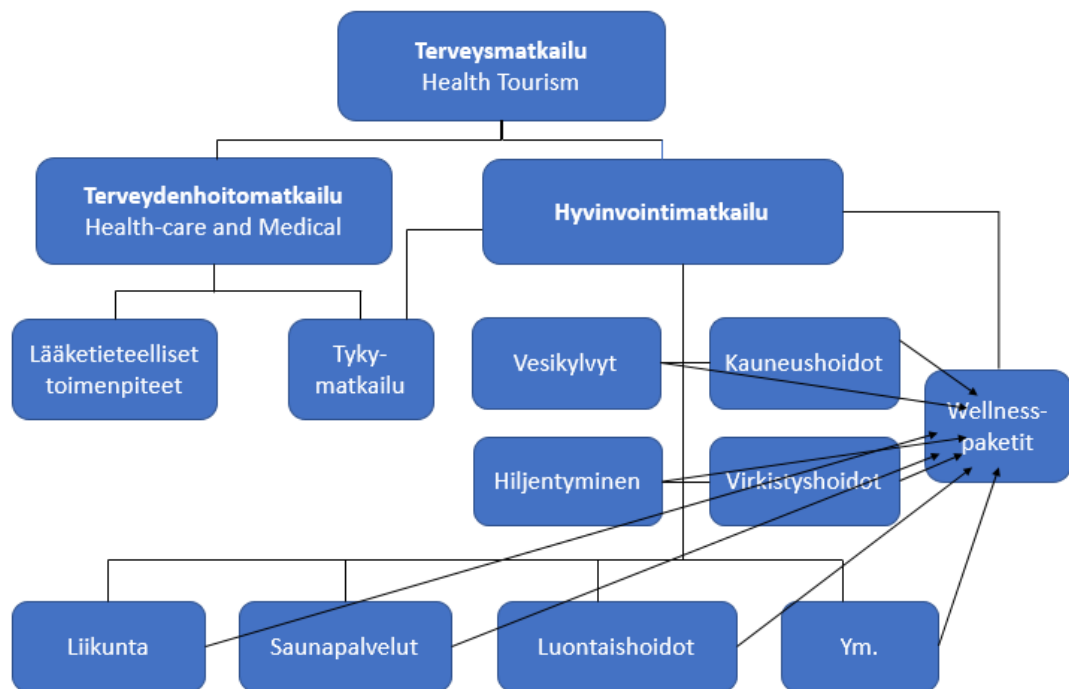 Terveysmatkailu
Health Tourism
Terveydenhoitomatkailu
Health-care and Medical
Hyvinvointimatkailu
Lääketieteelliset
toimenpiteet
Tyky-
matkailu
Vesikylvyt
Kauneushoidot
Wellness-
paketit
Hiljentyminen
Virkistyshoidot
Liikunta
Saunapalvelut
Luontaishoidot
Ym.